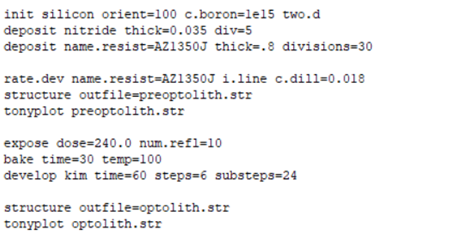 init silicon orient=100 c.boron=1e15 two.d
deposit nitride thick=0.035 div=5
deposit name.resist=AZ1350J thick=.8 divisions=30
rate.dev name.resist=AZ1350J i.line c.dill=0.018
structure outfile=preoptolith.str
tonyplot preoptolith.str
expose dose=240.0 num.refl=10
bake time=30 temp=100
develop kim time=60 steps=6 substeps=24
structure outfile=optolith.str
tonyplot optolith.str